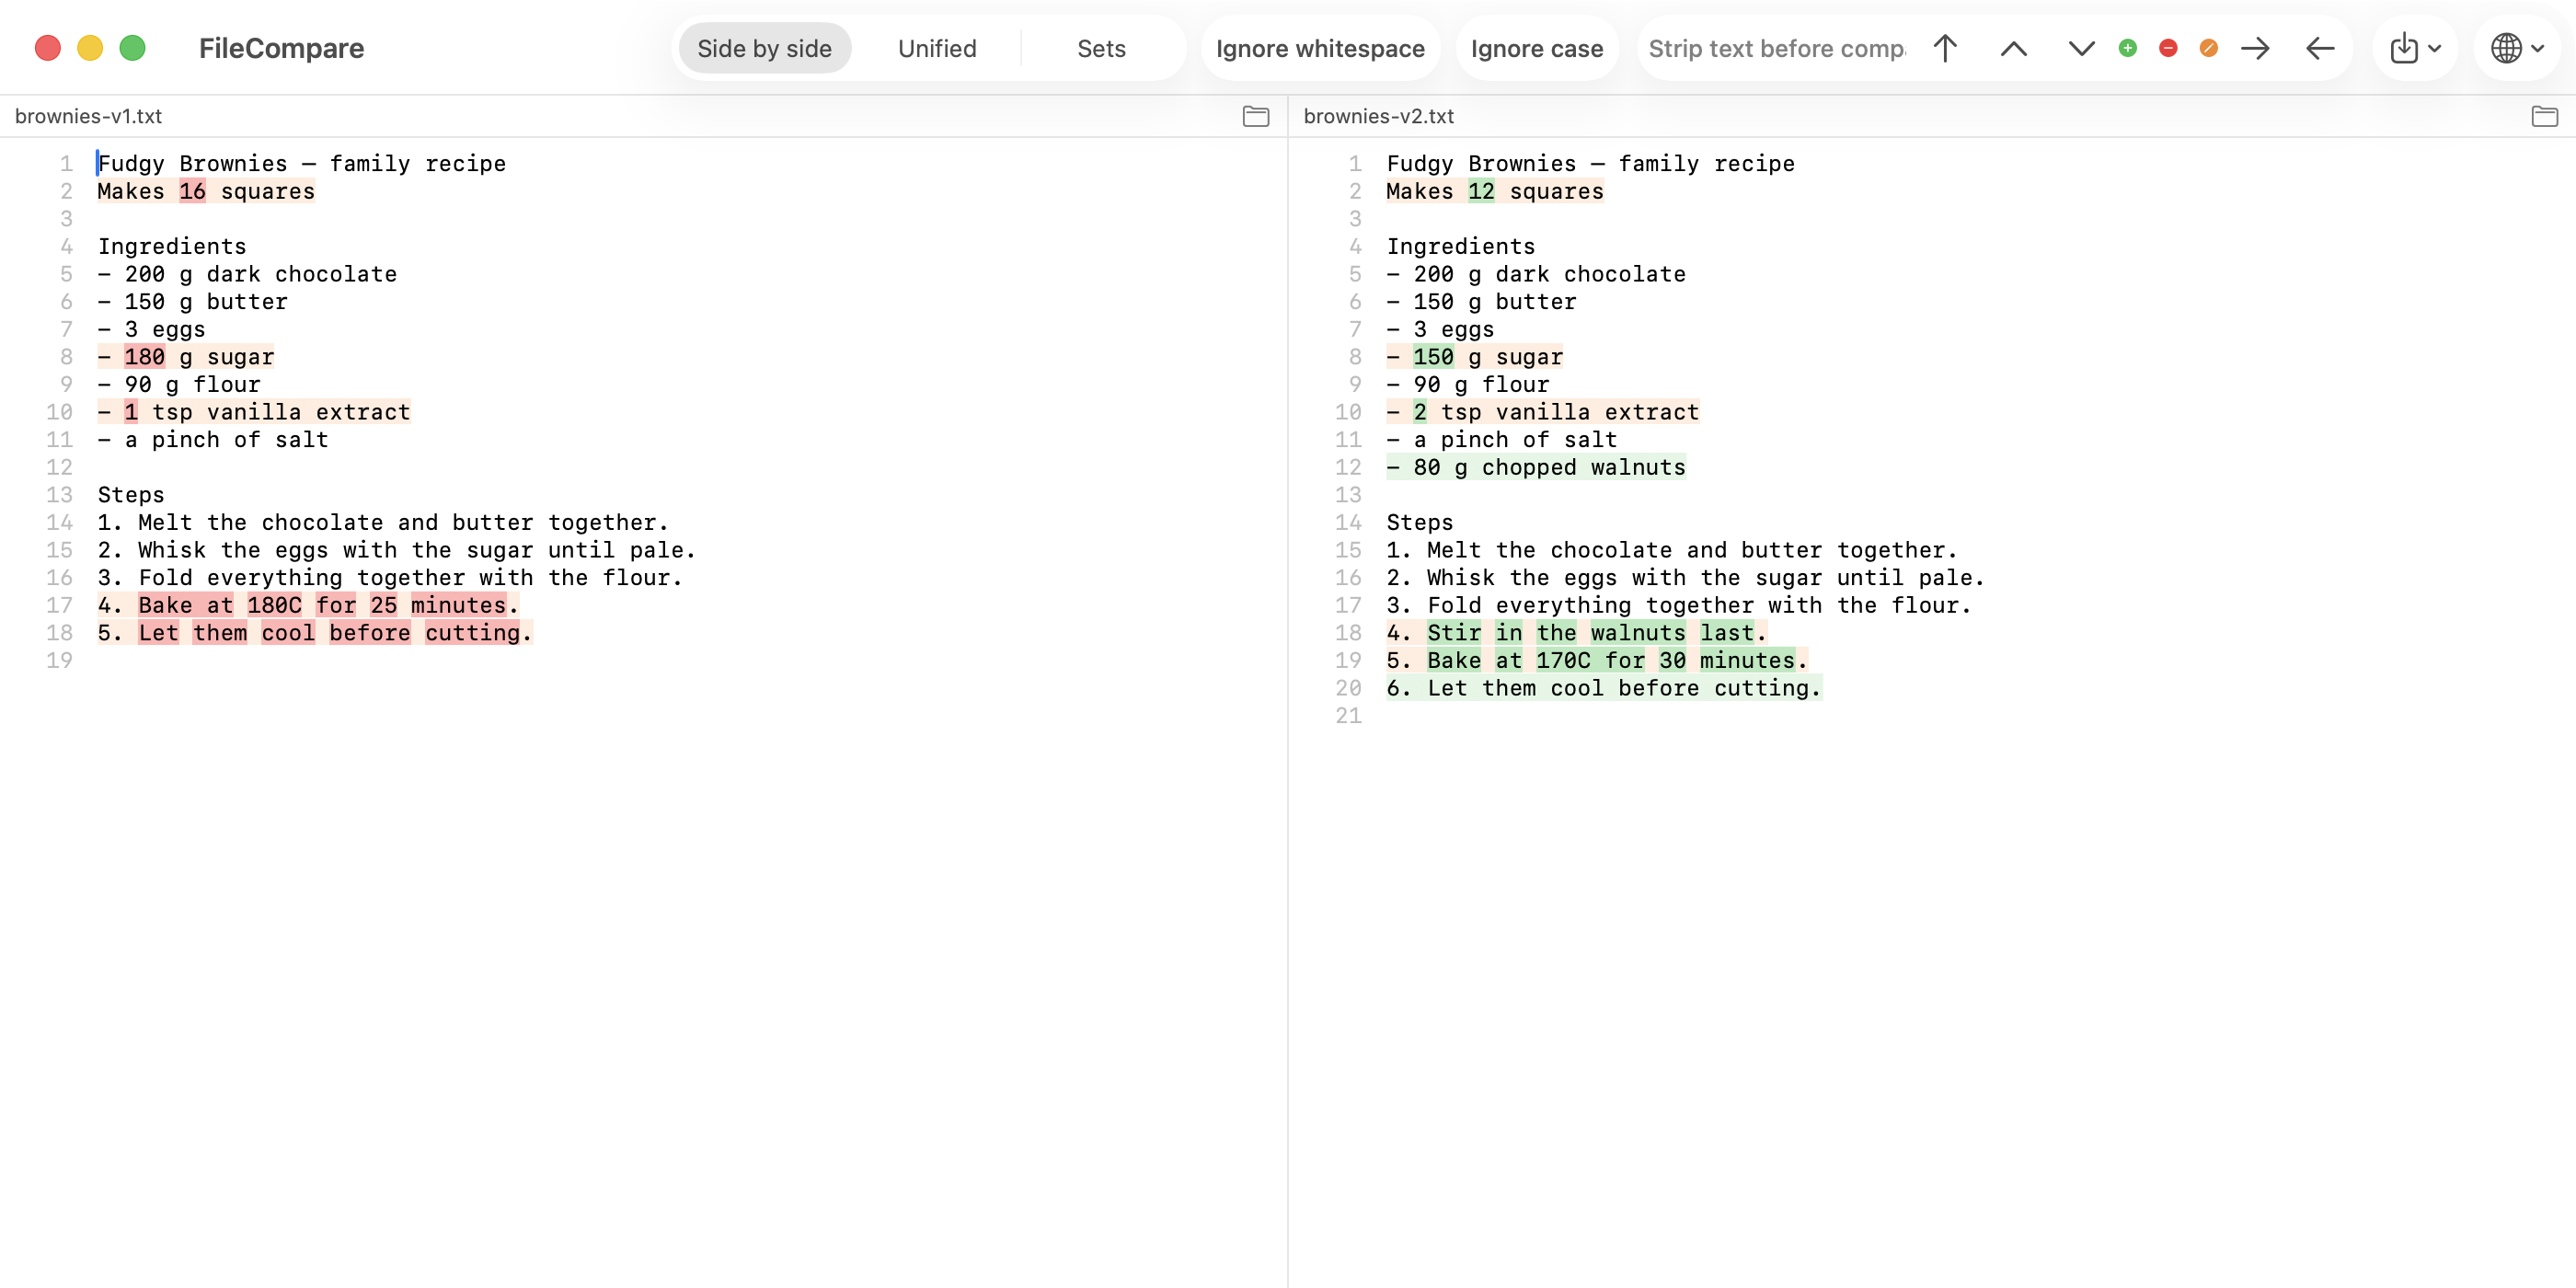 FileCompare
Side by side
Unified
Sets
Ignore whitespace
Ignore case
Strip text before comp
brownies-v1.txt
1 Fudgy Brownies – family recipe
2 Makes 16 squares
3
4 Ingredients
5 – 200 g dark chocolate
6 – 150 g butter
7 – 3 eggs
8 – 180 g sugar
9 – 90 g flour
10 – 1 tsp vanilla extract
11 – a pinch of salt
12
13 Steps
14 1. Melt the chocolate and butter together.
15 2. Whisk the eggs with the sugar until pale.
16 3. Fold everything together with the flour.
17 4. Bake at 180C for 25 minutes.
18 5. Let them cool before cutting.
19
brownies-v2.txt
1 Fudgy Brownies – family recipe
2 Makes 12 squares
3
4 Ingredients
5 – 200 g dark chocolate
6 – 150 g butter
7 – 3 eggs
8 – 150 g sugar
9 – 90 g flour
10 – 2 tsp vanilla extract
11 – a pinch of salt
12 – 80 g chopped walnuts
13
14 Steps
15 1. Melt the chocolate and butter together.
16 2. Whisk the eggs with the sugar until pale.
17 3. Fold everything together with the flour.
18 4. Stir in the walnuts last.
19 5. Bake at 170C for 30 minutes.
20 6. Let them cool before cutting.
21